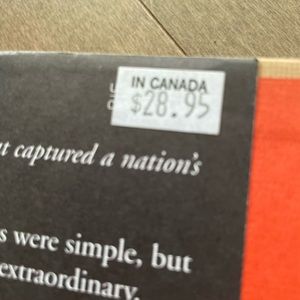 IN CANADA
$28.95
captured a nation's
were simple, but
extraordinary.